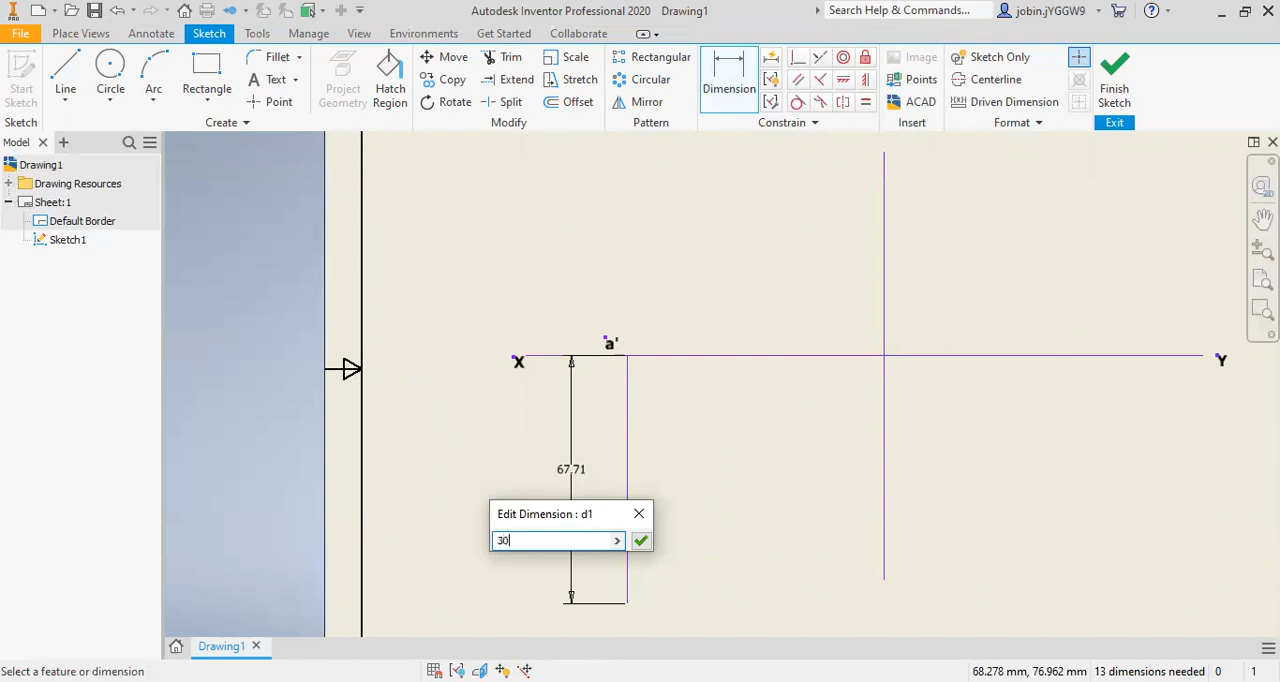 PRO
Autodesk Inventor Professional 2020 Drawing1
Search Help & Commands...
jobin.jYGGW9
File Place Views Annotate Sketch Tools Manage View Environments Get Started Collaborate
Start Sketch
Line
Circle
Arc
Rectangle
Fillet
Text
Point
Project Geometry
Hatch Region
Move
Copy
Rotate
Trim
Extend
Split
Scale
Stretch
Offset
Rectangular
Circular
Mirror
Dimension
Image
Points
ACAD
Sketch Only
Centerline
Driven Dimension
Finish Sketch
Sketch Create Modify Pattern Constrain Insert Format Exit
Model
Drawing1
Drawing Resources
Sheet:1
Default Border
Sketch1
a'
X
Y
67.71
Edit Dimension : d1
30
Drawing1
Select a feature or dimension
68.278 mm, 76.962 mm 13 dimensions needed 0 1